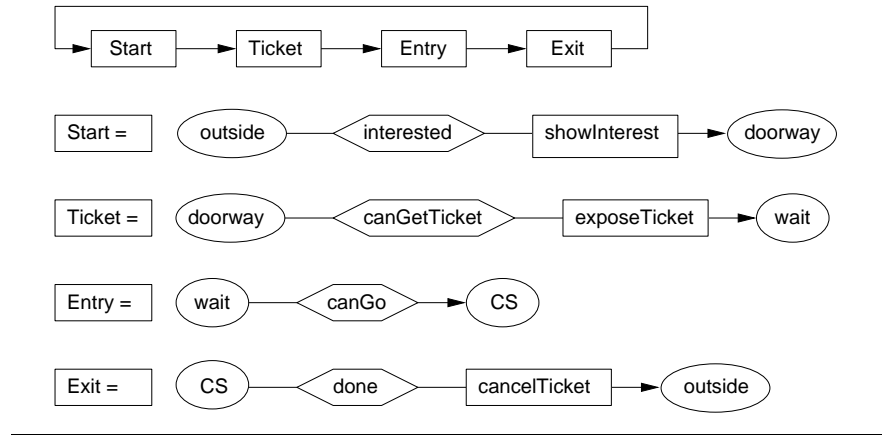 Start Ticket Entry Exit
Start = outside interested showInterest doorway
Ticket = doorway canGetTicket exposeTicket wait
Entry = wait canGo CS
Exit = CS done cancelTicket outside